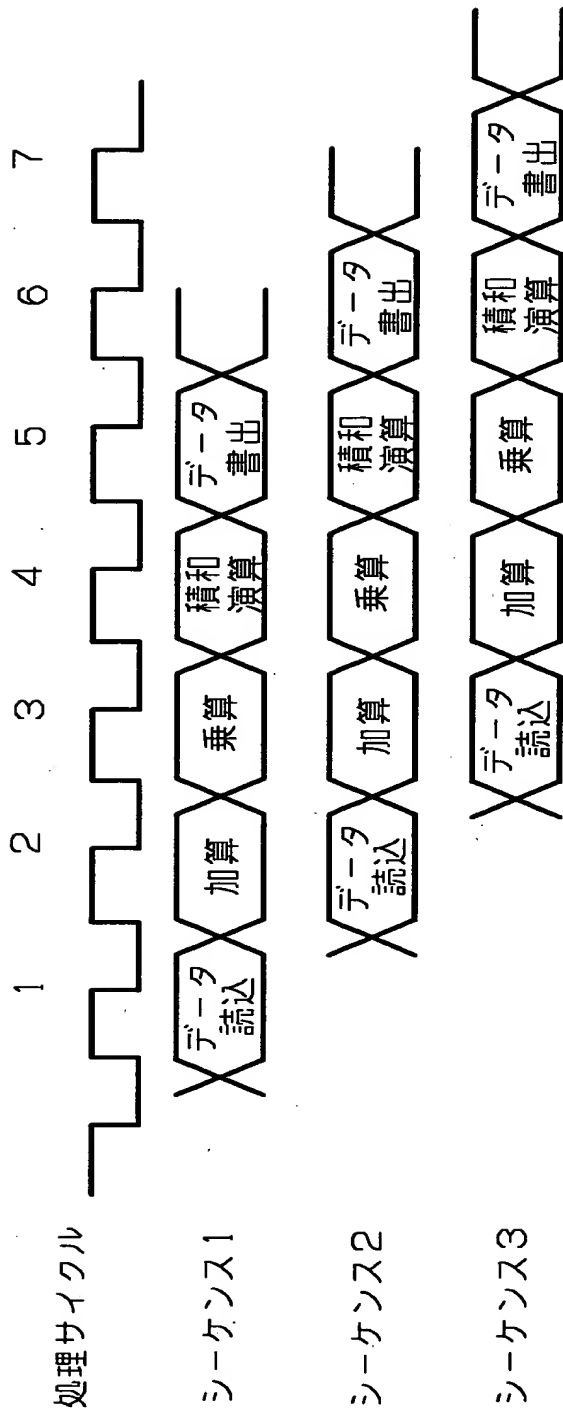 処理サイクル 1 2 3 4 5 6 7
シーケンス1 データ 読込 加算 乗算 積和 演算 データ 書出
シーケンス2 データ 読込 加算 乗算 積和 演算 データ 書出
シーケンス3 データ 読込 加算 乗算 積和 演算 データ 書出